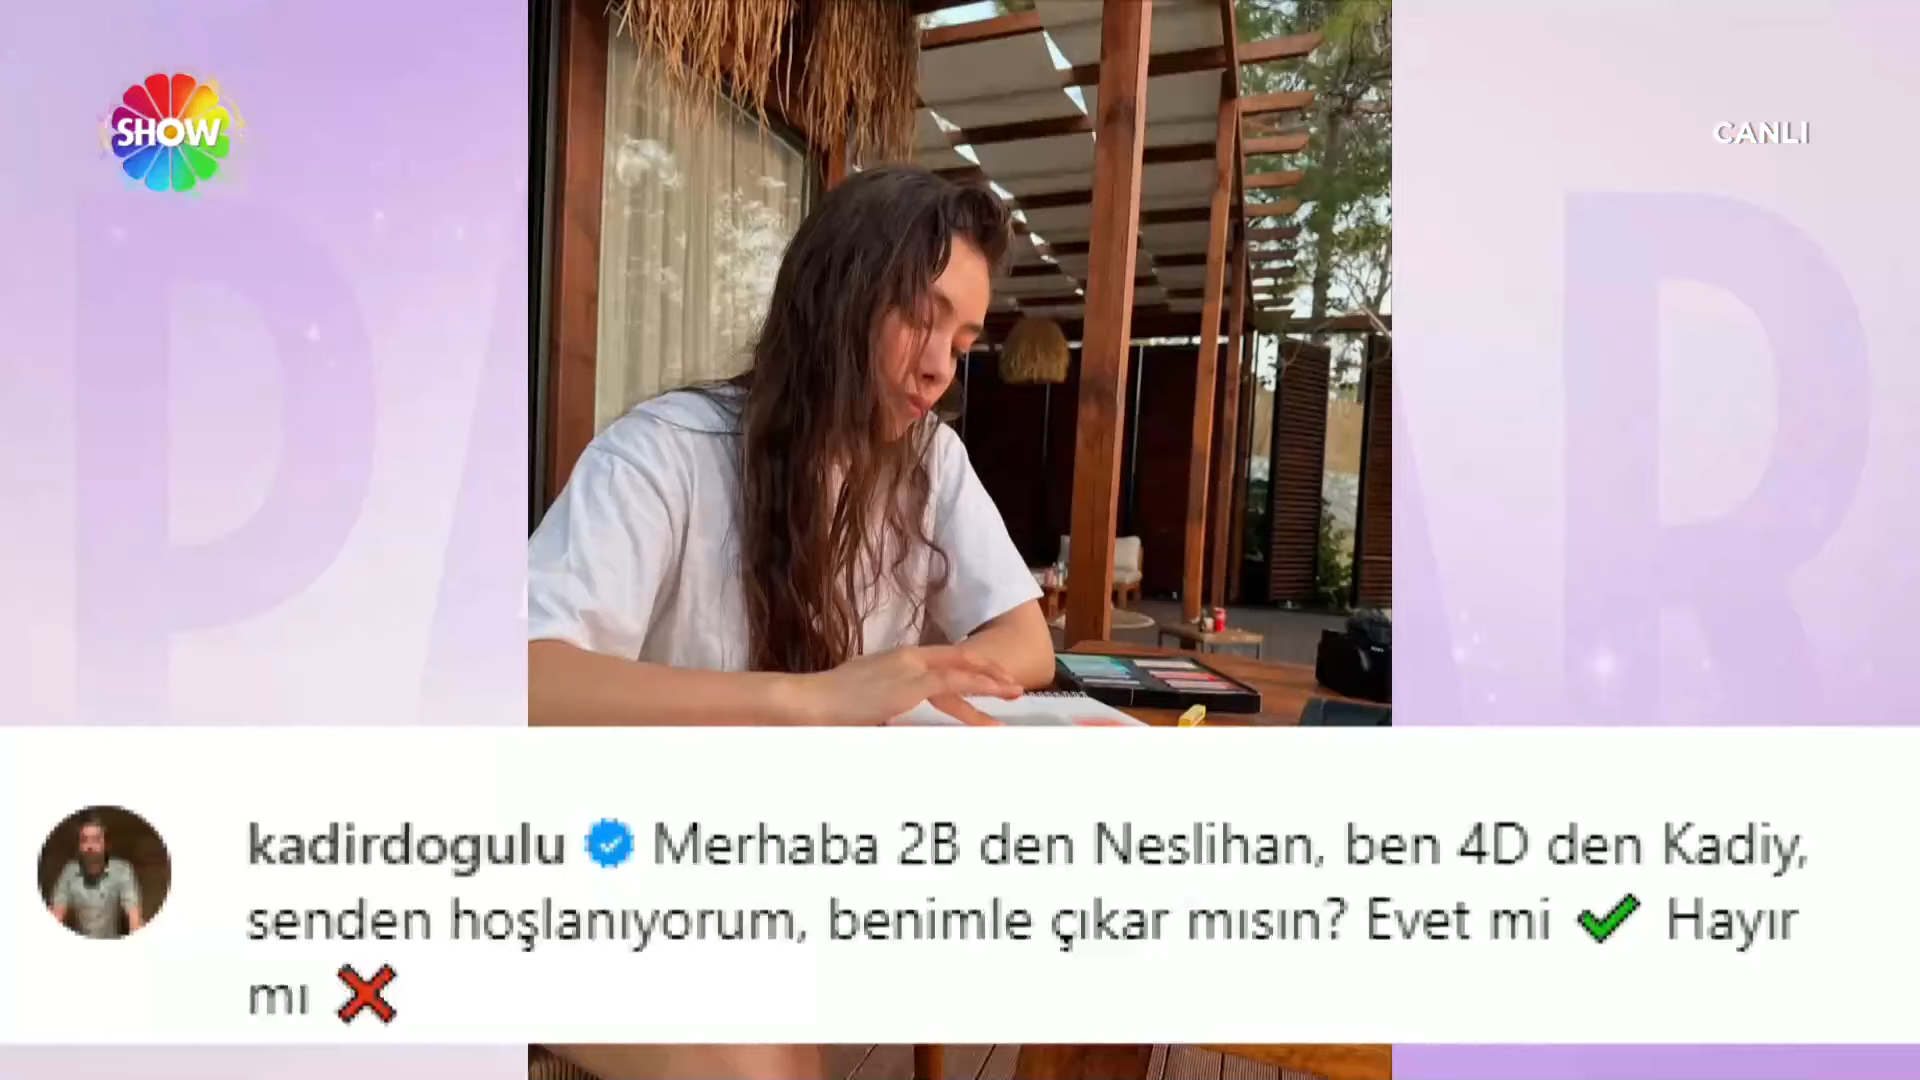 SHOW
CANLI
PAR
kadirdogulu Merhaba 2B den Neslihan, ben 4D den Kadiy,
senden hoşlanıyorum, benimle çıkar mısın? Evet mi ✔ Hayır
mı ❌